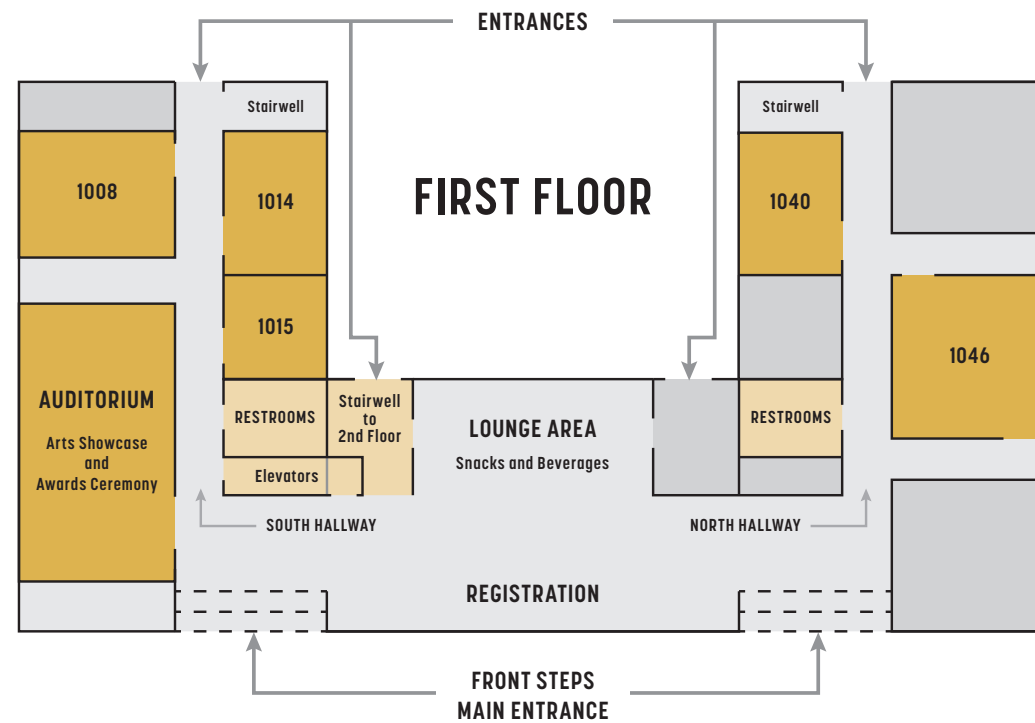 ENTRANCES
Stairwell
Stairwell
1008
1014
FIRST FLOOR
1040
1015
1046
AUDITORIUM
Arts Showcase
and
Awards Ceremony
RESTROOMS
Stairwell
to
2nd Floor
Elevators
LOUNGE AREA
Snacks and Beverages
RESTROOMS
SOUTH HALLWAY
NORTH HALLWAY
REGISTRATION
FRONT STEPS
MAIN ENTRANCE